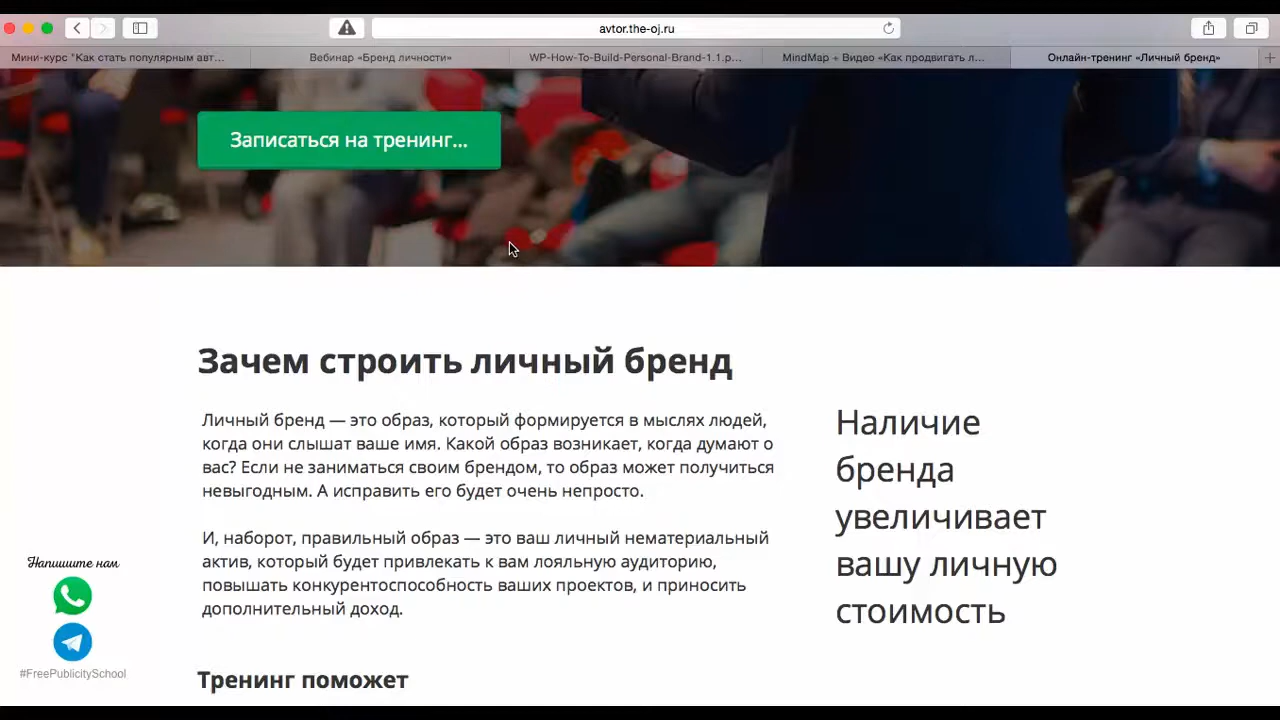 avtor.the-oj.ru
Мини-курс "Как стать популярным авт...
Вебинар «Бренд личности»
WP-How-To-Build-Personal-Brand-1.1.p...
MindMap + Видео «Как продвигать л...
Онлайн-тренинг «Личный бренд»
Записаться на тренинг...
Зачем строить личный бренд
Личный бренд — это образ, который формируется в мыслях людей,
когда они слышат ваше имя. Какой образ возникает, когда думают о
вас? Если не заниматься своим брендом, то образ может получиться
невыгодным. А исправить его будет очень непросто.
И, наборот, правильный образ — это ваш личный нематериальный
актив, который будет привлекать к вам лояльную аудиторию,
повышать конкурентоспособность ваших проектов, и приносить
дополнительный доход.
Наличие
бренда
увеличивает
вашу личную
стоимость
Напишите нам
#FreePublicitySchool
Тренинг поможет